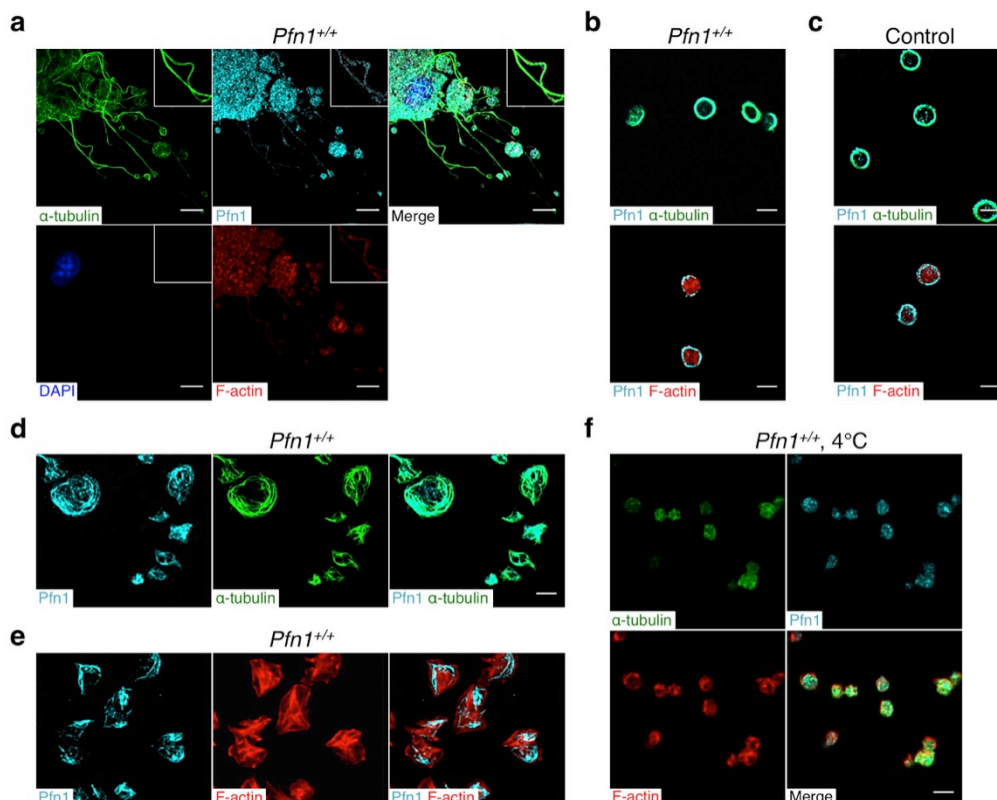 a
Pfn1+/+
α-tubulin
Pfn1
Merge
DAPI
F-actin
b
Pfn1+/+
Pfn1 α-tubulin
Pfn1 F-actin
c
Control
Pfn1 α-tubulin
Pfn1 F-actin
d
Pfn1+/+
Pfn1
α-tubulin
Pfn1 α-tubulin
e
Pfn1+/+
Pfn1
F-actin
Pfn1 F-actin
f
Pfn1+/+, 4°C
α-tubulin
Pfn1
F-actin
Merge